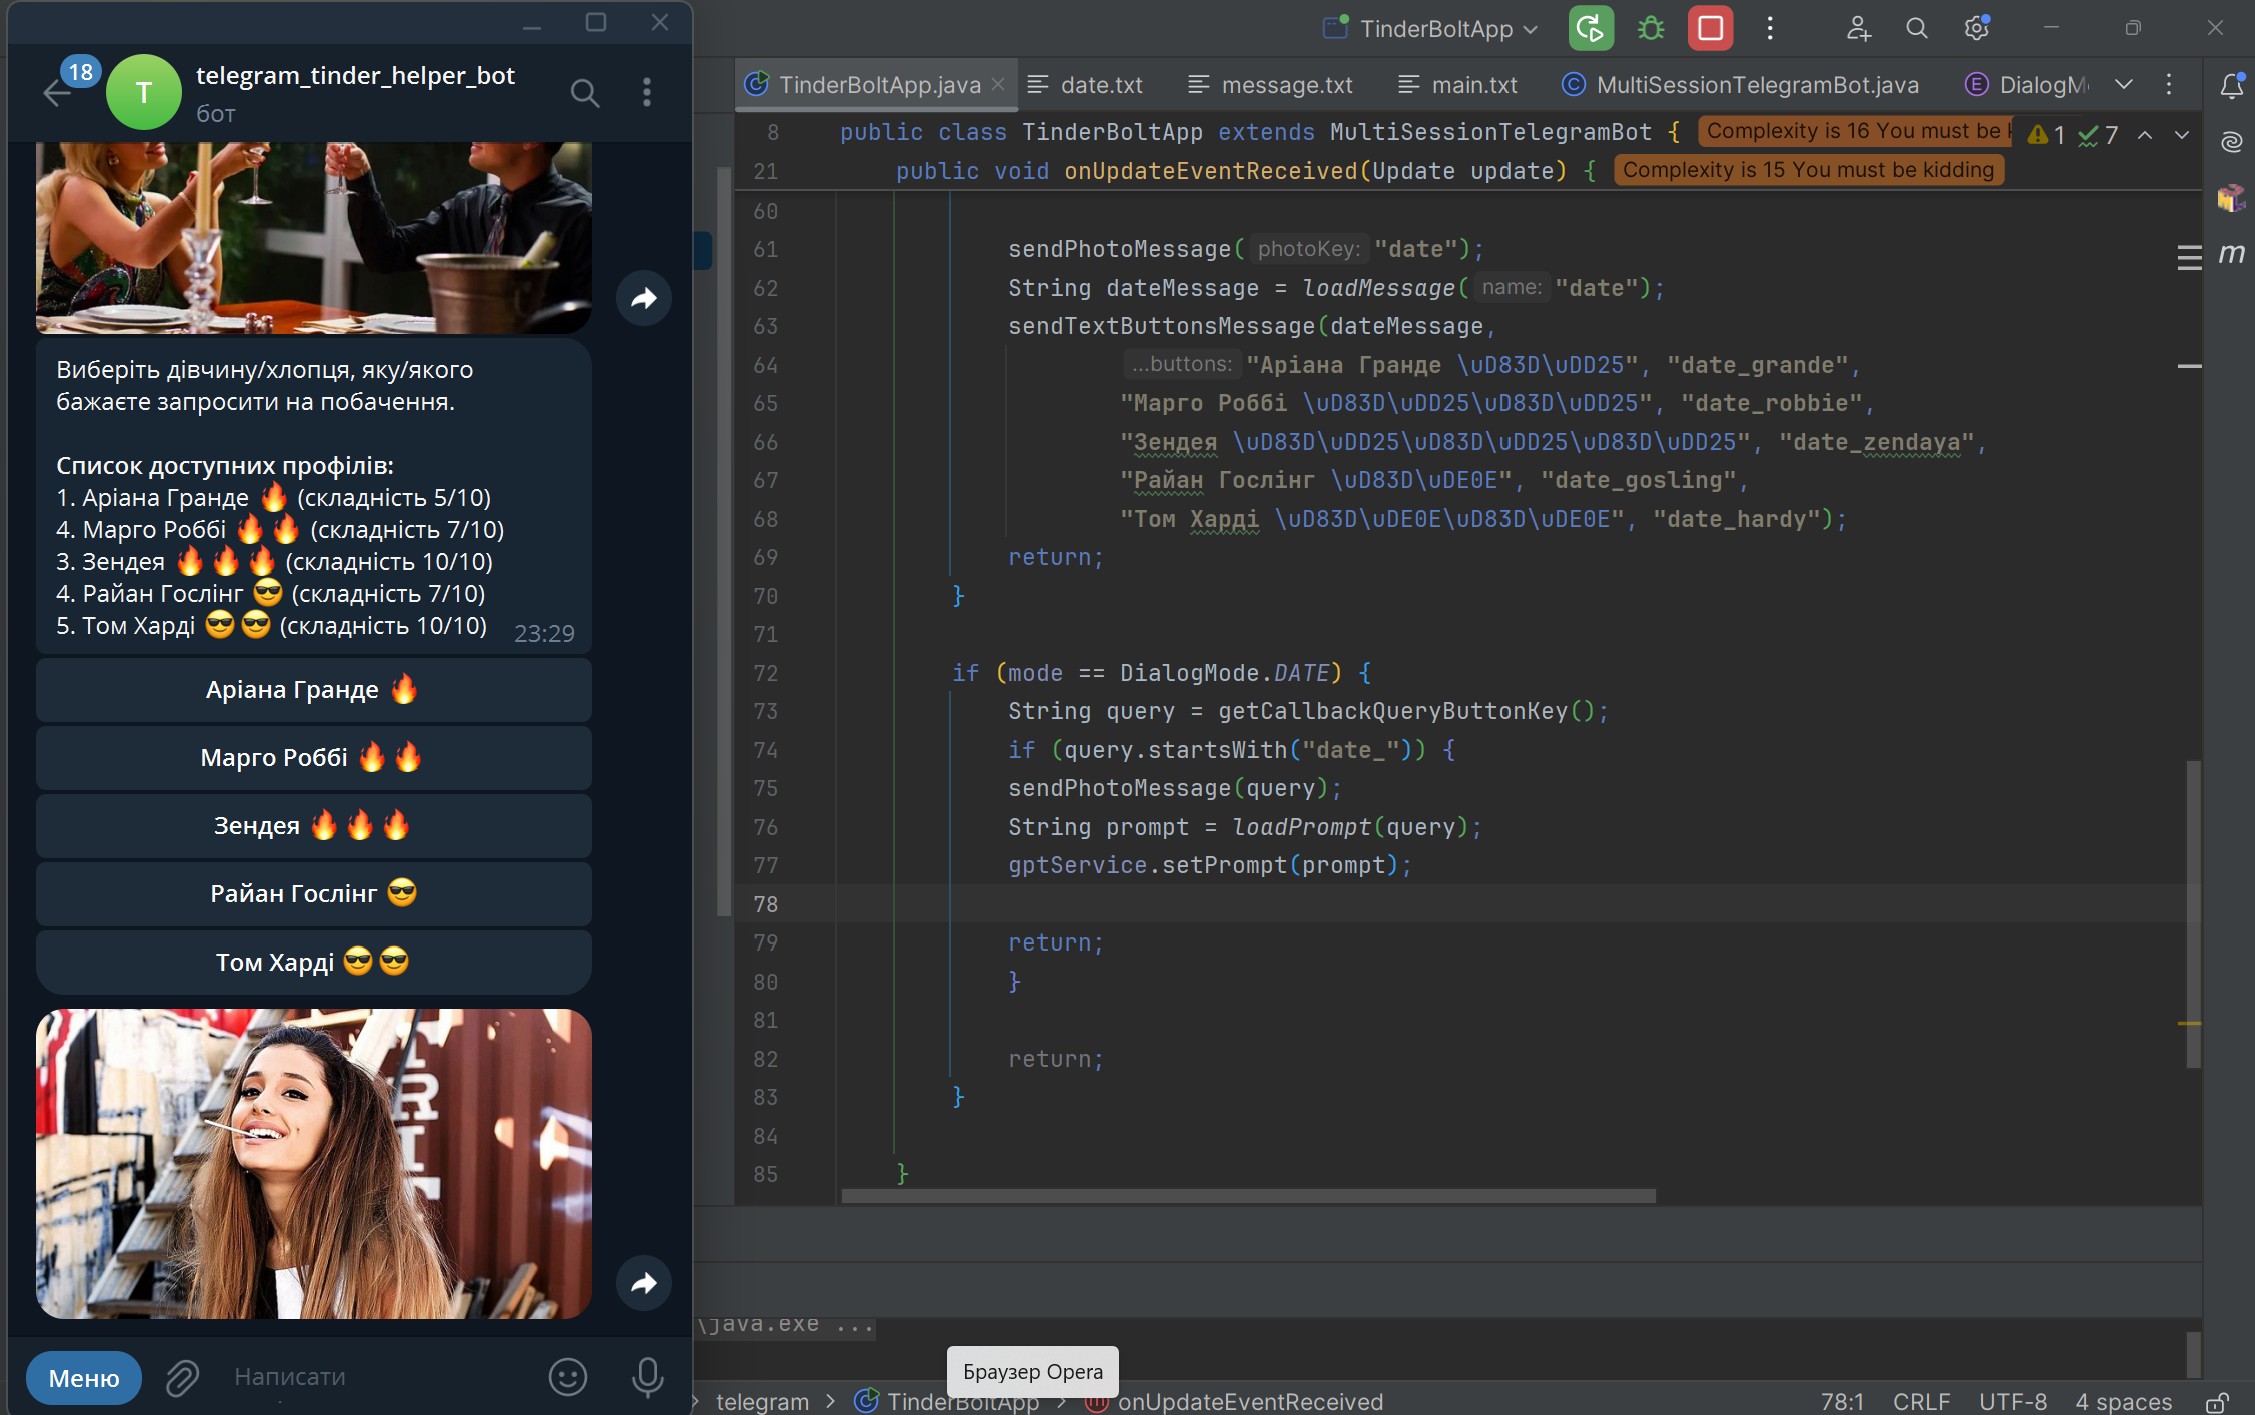 18
T
telegram_tinder_helper_bot
бот
Виберіть дівчину/хлопця, яку/якого
бажаєте запросити на побачення.
Список доступних профілів:
1. Аріана Гранде 🔥 (складність 5/10)
4. Марго Роббі 🔥🔥 (складність 7/10)
3. Зендея 🔥🔥🔥 (складність 10/10)
4. Райан Гослінг 😎 (складність 7/10)
5. Том Харді 😎😎 (складність 10/10)
23:29
Аріана Гранде 🔥
Марго Роббі 🔥🔥
Зендея 🔥🔥🔥
Райан Гослінг 😎
Том Харді 😎😎
Меню
Написати
TinderBoltApp
TinderBoltApp.java
date.txt
message.txt
main.txt
MultiSessionTelegramBot.java
DialogM
8 public class TinderBoltApp extends MultiSessionTelegramBot { Complexity is 16 You must be
1 7
21 public void onUpdateEventReceived(Update update) { Complexity is 15 You must be kidding
m
60
61 sendPhotoMessage( photoKey: "date");
62 String dateMessage = loadMessage( name: "date");
63 sendTextButtonsMessage(dateMessage,
64 ...buttons: "Аріана Гранде \uD83D\uDD25", "date_grande",
65 "Марго Роббі \uD83D\uDD25\uD83D\uDD25", "date_robbie",
66 "Зендея \uD83D\uDD25\uD83D\uDD25\uD83D\uDD25", "date_zendaya",
67 "Райан Гослінг \uD83D\uDE0E", "date_gosling",
68 "Том Харді \uD83D\uDE0E\uD83D\uDE0E", "date_hardy");
69 return;
70 }
71
72 if (mode == DialogMode.DATE) {
73 String query = getCallbackQueryButtonKey();
74 if (query.startsWith("date_")) {
75 sendPhotoMessage(query);
76 String prompt = loadPrompt(query);
77 gptService.setPrompt(prompt);
78
79 return;
80 }
81
82 return;
83 }
84
85 }
\java.exe ...
Браузер Opera
telegram > TinderBoltApp > onUpdateEventReceived
78:1 CRLF UTF-8 4 spaces